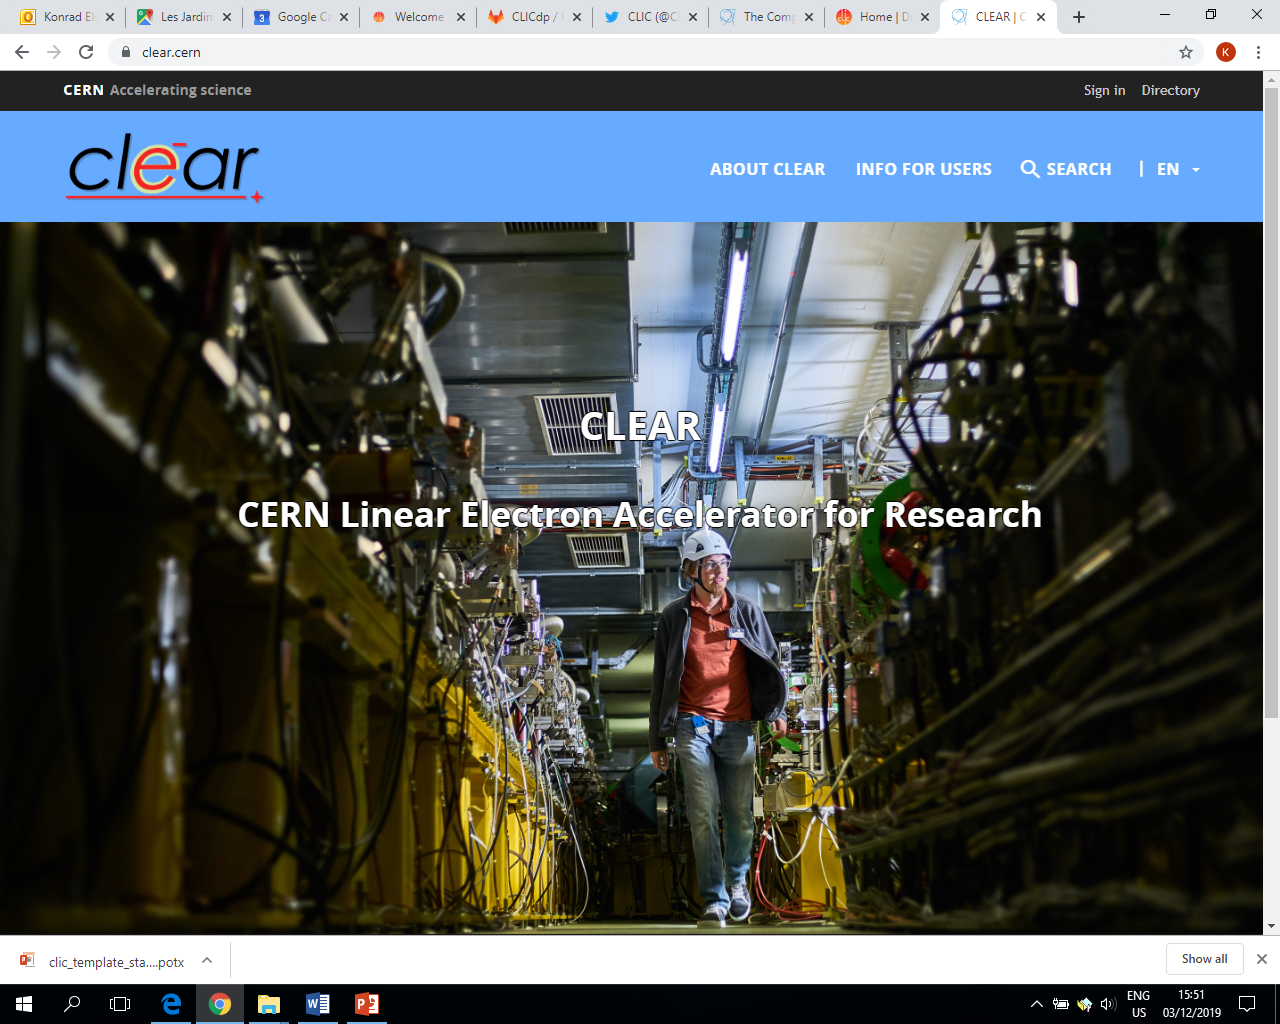 Konrad El
Les Jardin
Google Ca
Welcome
CLICdp /
CLIC (@C
The Comp
Home | D
CLEAR | C
clear.cern
K
CERN Accelerating science
Sign in
Directory
clear
ABOUT CLEAR
INFO FOR USERS
SEARCH
| EN
CLEAR
CERN Linear Electron Accelerator for Research
clic_template_sta....potx
Show all
ENG
US
15:51
03/12/2019